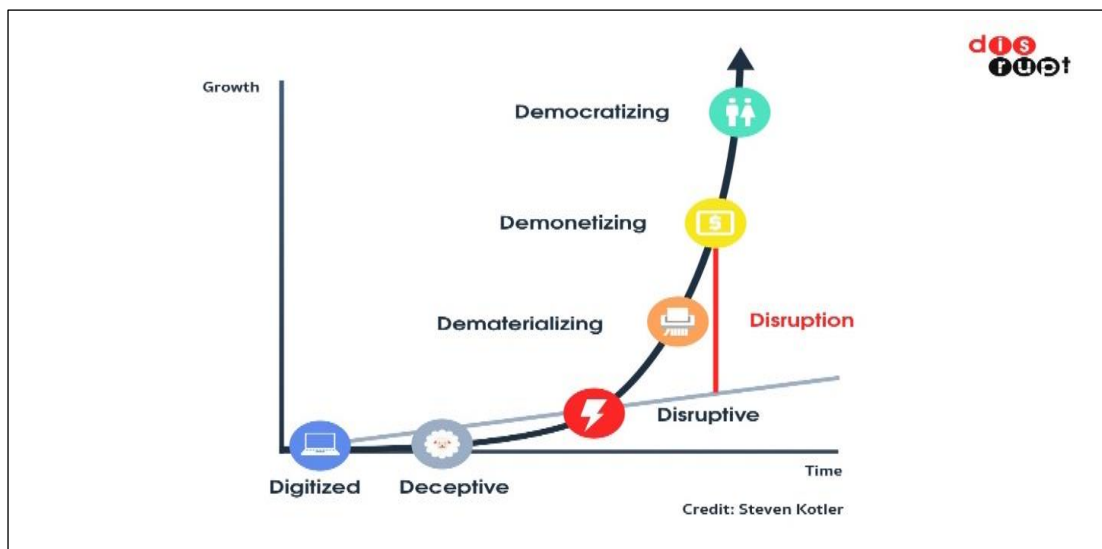 dis
rupt
Growth
Democratizing
Demonetizing
$
Dematerializing
Disruption
Disruptive
Time
Digitized
Deceptive
Credit: Steven Kotler